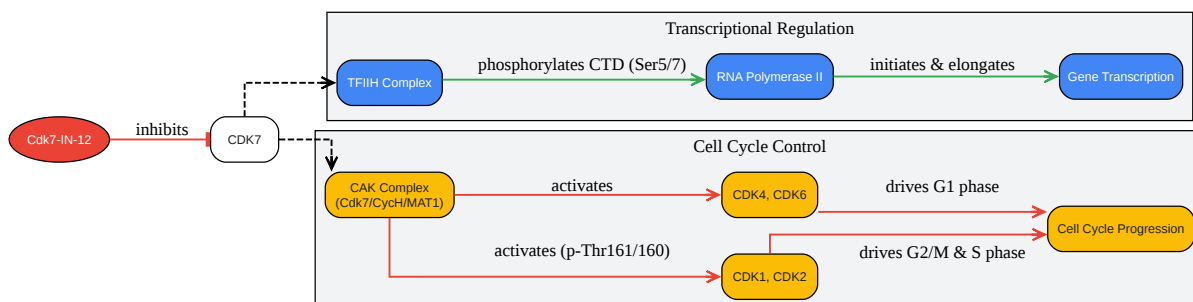 Transcriptional Regulation
TFIIH Complex
phosphorylates CTD (Ser5/7)
RNA Polymerase II
initiates & elongates
Gene Transcription
Cdk7-IN-12
inhibits
CDK7
Cell Cycle Control
CAK Complex
(Cdk7/CycH/MAT1)
activates
CDK4, CDK6
drives G1 phase
Cell Cycle Progression
activates (p-Thr161/160)
CDK1, CDK2
drives G2/M & S phase